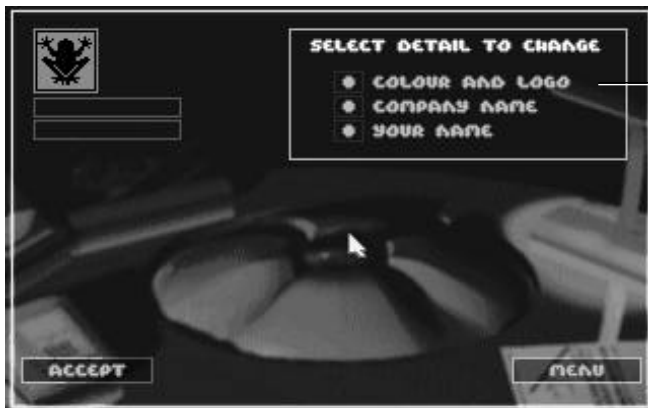 SELECT DETAIL TO CHANGE
COLOUR AND LOGO
COMPANY NAME
YOUR NAME
ACCEPT
MENU